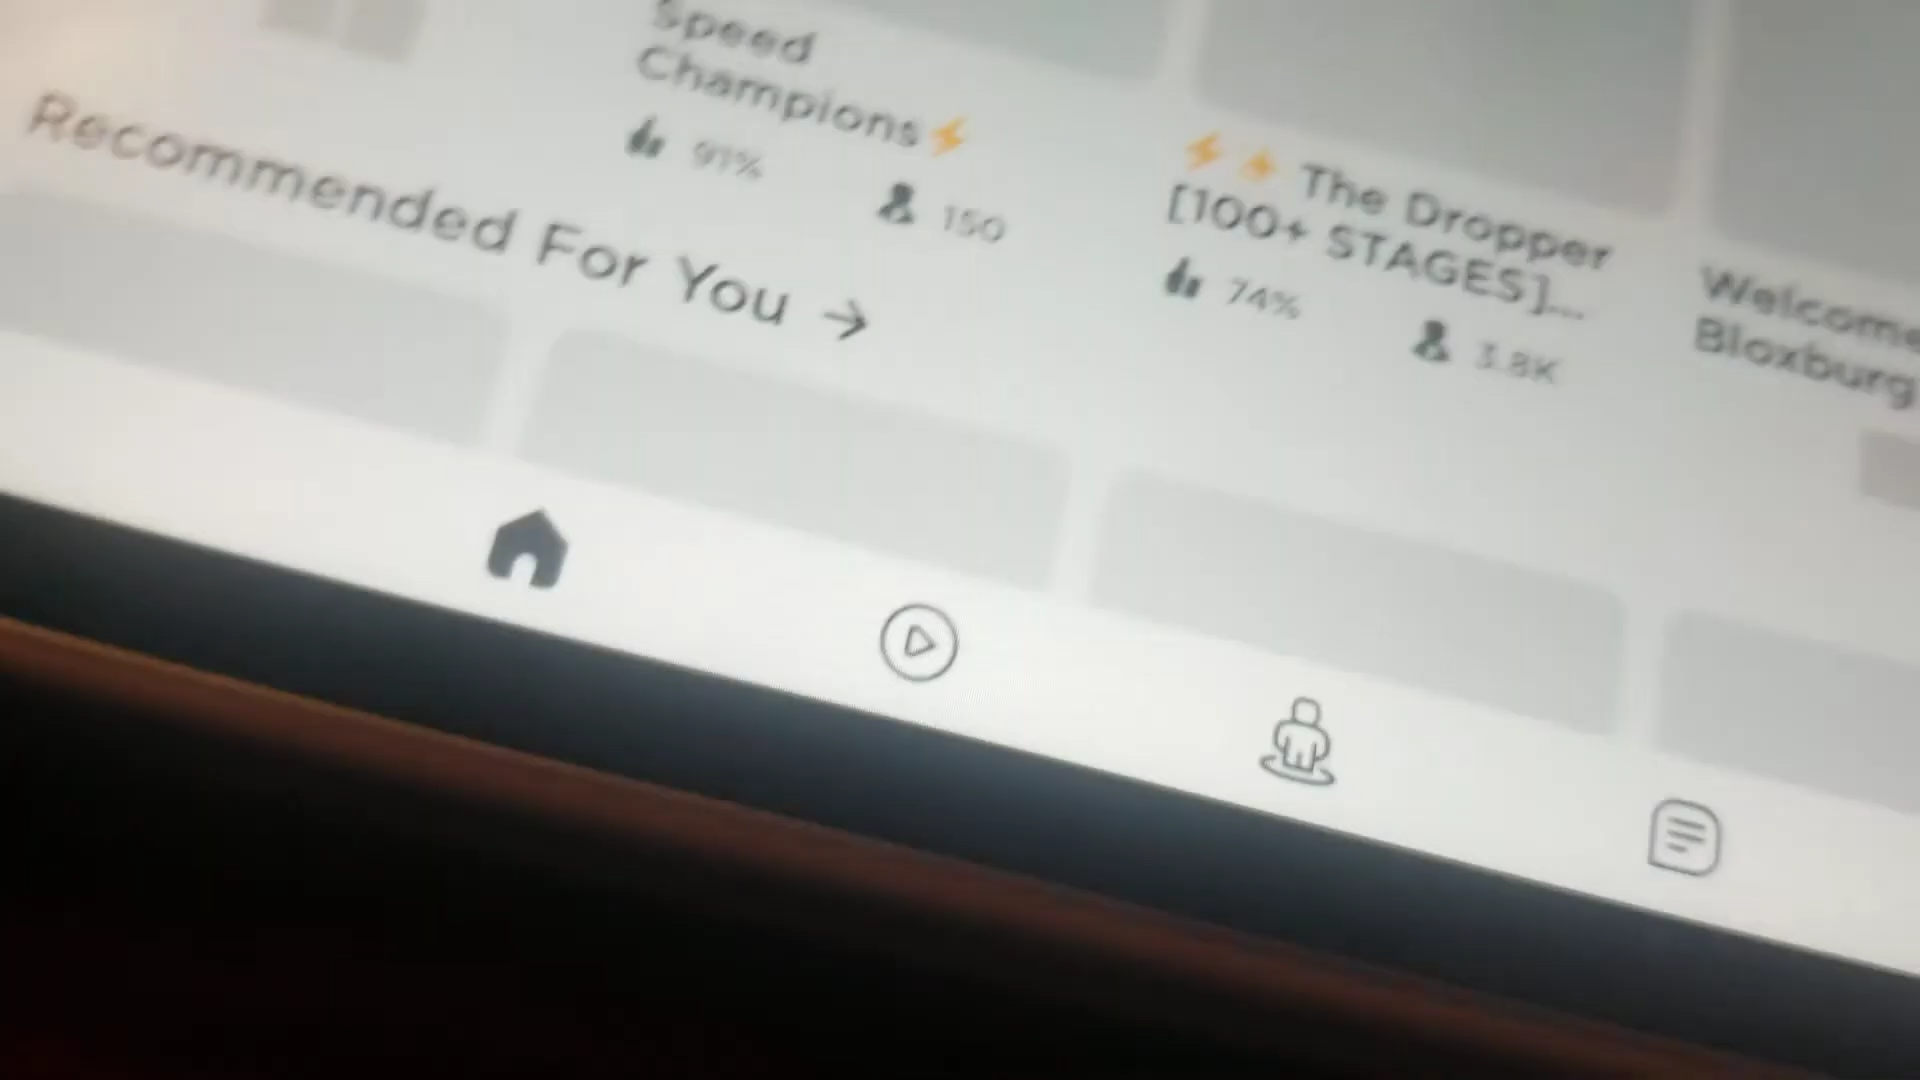 Speed
Champions⚡
91% 150
⚡ ⚡ The Dropper
[100+ STAGES]...
74% 3.8K
Welcome
Bloxburg
Recommended For You →